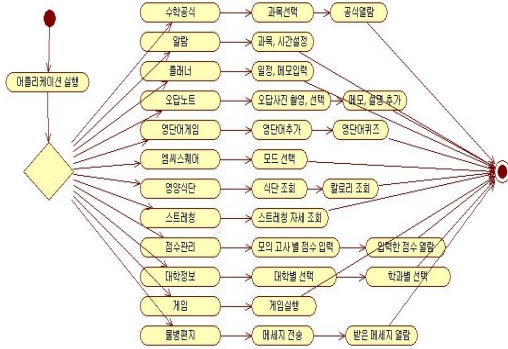 수학공식 과목선택 공식열람
알람 과목, 시간설정
플래너 일정, 메모입력
어플리케이션 실행
오답노트 오답사진 촬영, 선택 메모, 설명 추가
영단어게임 영단어추가 영단어퀴즈
엠씨스퀘어 모드 선택
영양식단 식단 조회 칼로리 조회
스트레칭 스트레칭 자세 조회
점수관리 모의 고사 별 점수 입력 입력한 점수 열람
대학정보 대학별 선택 학과별 선택
게임 게임실행
물병편지 메세지 전송 받은 메세지 열람